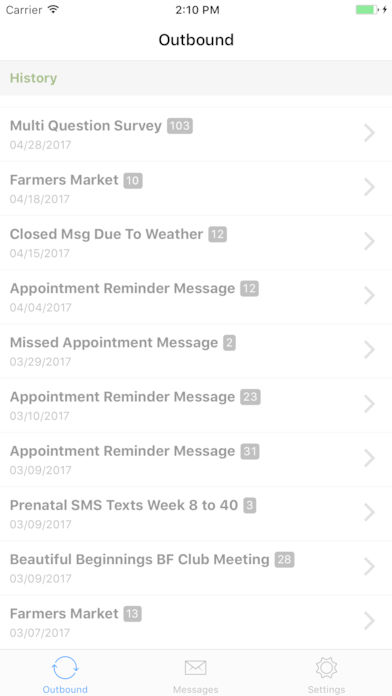 Carrier 2:10 PM
Outbound
History
Multi Question Survey 103
04/28/2017
Farmers Market 10
04/18/2017
Closed Msg Due To Weather 12
04/15/2017
Appointment Reminder Message 12
04/04/2017
Missed Appointment Message 2
03/29/2017
Appointment Reminder Message 23
03/10/2017
Appointment Reminder Message 31
03/09/2017
Prenatal SMS Texts Week 8 to 40 3
03/09/2017
Beautiful Beginnings BF Club Meeting 28
03/09/2017
Farmers Market 13
03/07/2017
Outbound Messages Settings